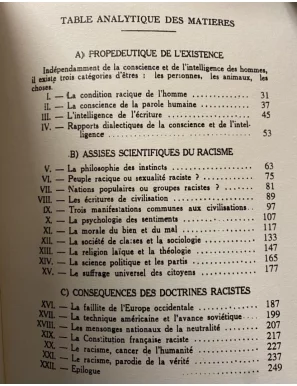 TABLE ANALYTIQUE DES MATIERES
A) PROPEDEUTIQUE DE L'EXISTENCE
Indépendamment de la conscience et de l'intelligence des hommes,
il existe trois catégories d'êtres : les personnes, les animaux, les
choses.
I. — La condition racique de l'homme 31
II. — La conscience de la parole humaine 37
III. — L'intelligence de l'écriture 45
IV. — Rapports dialectiques de la conscience et de l'intel-
ligence 53
B) ASSISES SCIENTIFIQUES DU RACISME
V. — La philosophie des instincts 63
VI. — Peuple racique ou sexualité raciste ? 75
VII. — Nations populaires ou groupes racistes ? 81
VIII. — Les écritures de civilisation 89
IX. — Trois manifestations communes aux civilisations 97
X. — La psychologie des sentiments 107
XI. — La morale du bien et du mal 117
XII. — La société de classes et la sociologie 133
XIII. — La religion laïque et la théologie 147
XIV. — La science politique et les partis 165
XV. — Le suffrage universel des citoyens 177
C) CONSEQUENCES DES DOCTRINES RACISTES
XVI. — La faillite de l'Europe occidentale 187
XVII. — La technique américaine et l'avance soviétique 199
XVIII. — Les mensonges nationaux de la neutralité 207
XIX. — La Constitution française raciste 217
XX. — Le racisme, cancer de l'humanité 227
XXI. — Le racisme, parodie de la vérité 237
XXII. — Epilogue 249